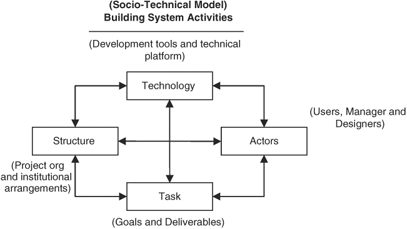 (Socio-Technical Model)
Building System Activities
(Development tools and technical
platform)
Technology
(Users, Manager and
Designers)
Structure
Actors
(Project org
and institutional
arrangements)
Task
(Goals and Deliverables)